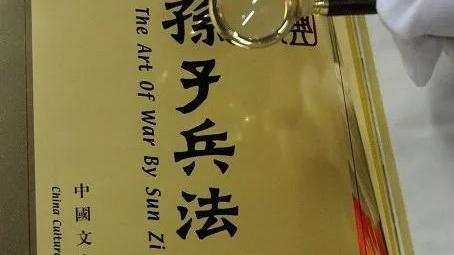 孫子兵法
The Art Of War By Sun Zi
中國文
China Cultur